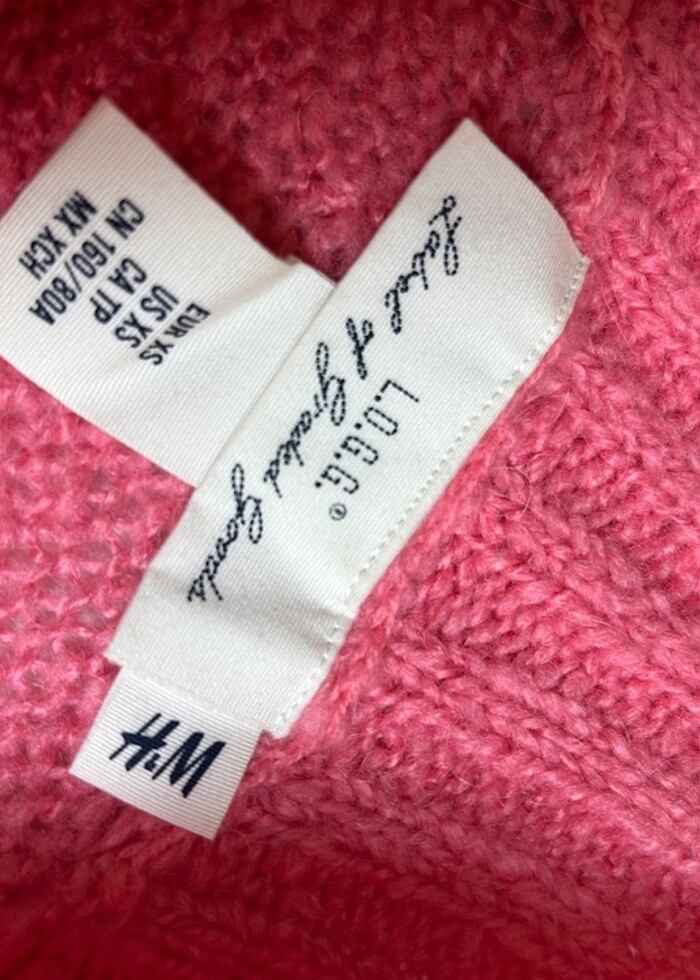 L.O.G.G.®
Label of Graded Goods
H&M
EUR XS
US XS
CA TP
CN 160/80A
MX XCH